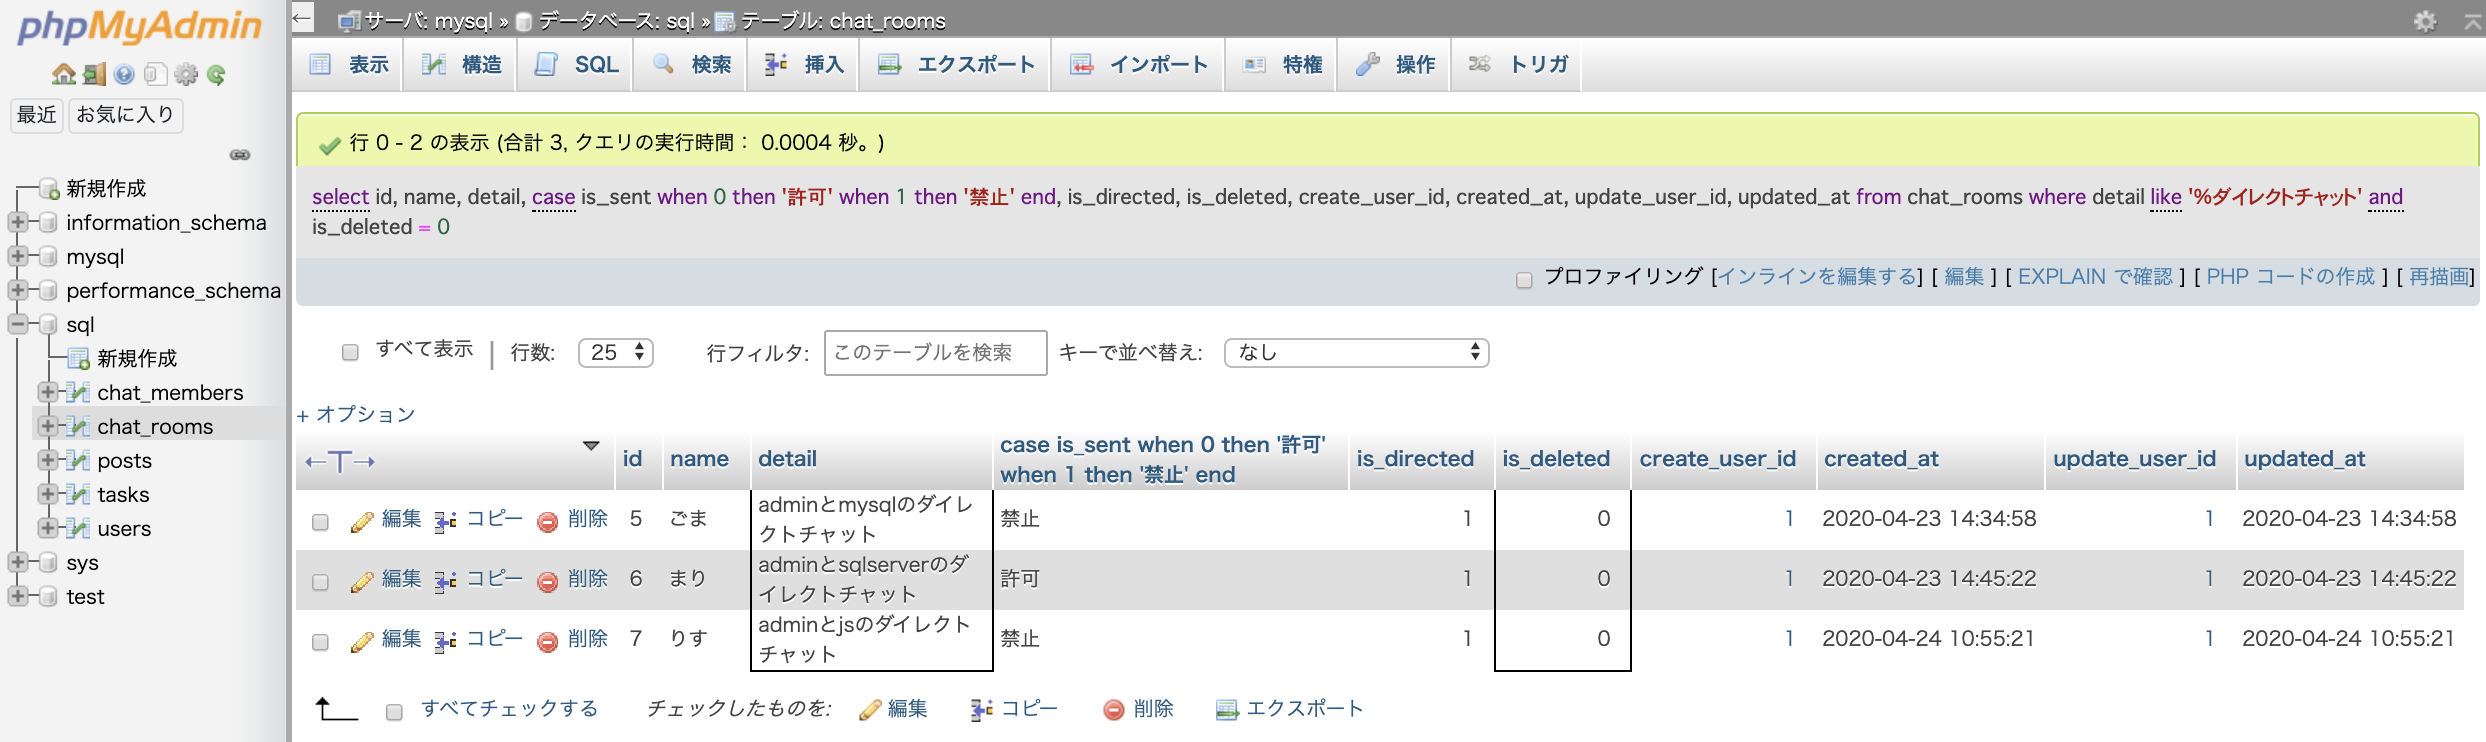 phpMyAdmin
最近 お気に入り
新規作成
information_schema
mysql
performance_schema
sql
新規作成
chat_members
chat_rooms
posts
tasks
users
sys
test
サーバ: mysql » データベース: sql » テーブル: chat_rooms
表示 構造 SQL 検索 挿入 エクスポート インポート 特権 操作 トリガ
行 0 - 2 の表示 (合計 3, クエリの実行時間： 0.0004 秒。)
select id, name, detail, case is_sent when 0 then '許可' when 1 then '禁止' end, is_directed, is_deleted, create_user_id, created_at, update_user_id, updated_at from chat_rooms where detail like '%ダイレクトチャット' and
is_deleted = 0
プロファイリング [インラインを編集する] [ 編集 ] [ EXPLAIN で確認 ] [ PHP コードの作成 ] [ 再描画]
すべて表示 | 行数: 25 行フィルタ: このテーブルを検索 キーで並べ替え: なし
+ オプション
←T→ id name detail case is_sent when 0 then '許可' when 1 then '禁止' end is_directed is_deleted create_user_id created_at update_user_id updated_at
編集 コピー 削除 5 ごま adminとmysqlのダイレクトチャット 禁止 1 0 1 2020-04-23 14:34:58 1 2020-04-23 14:34:58
編集 コピー 削除 6 まり adminとsqlserverのダイレクトチャット 許可 1 0 1 2020-04-23 14:45:22 1 2020-04-23 14:45:22
編集 コピー 削除 7 りす adminとjsのダイレクトチャット 禁止 1 0 1 2020-04-24 10:55:21 1 2020-04-24 10:55:21
すべてチェックする チェックしたものを: 編集 コピー 削除 エクスポート